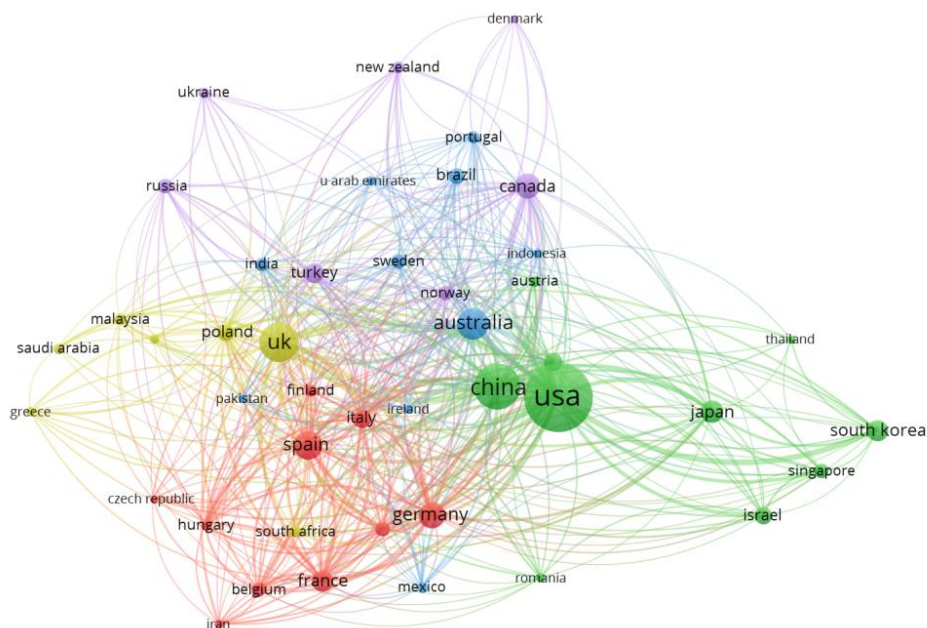 denmark
new zealand
ukraine
portugal
brazil
u arab emirates
russia
canada
indonesia
india
sweden
turkey
austria
norway
malaysia
poland
australia
uk
saudi arabia
thailand
china
usa
finland
pakistan
ireland
greece
italy
japan
spain
south korea
singapore
czech republic
hungary
south africa
germany
israel
romania
france
belgium
mexico
iran